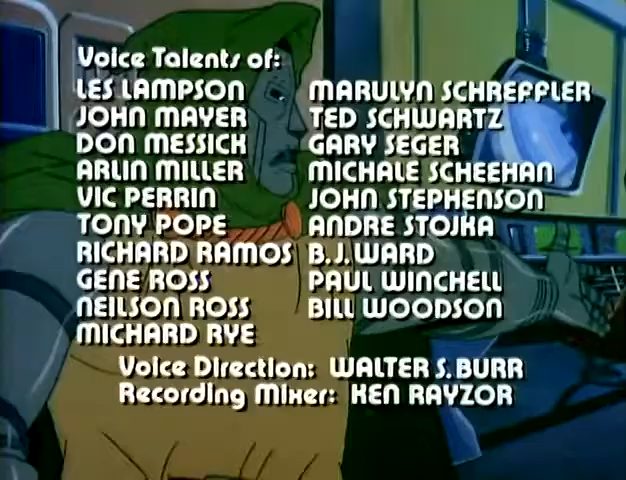 Voice Talents of:
LES LAMPSON
JOHN MAYER
DON MESSICK
ARLIN MILLER
VIC PERRIN
TONY POPE
RICHARD RAMOS
GENE ROSS
NEILSON ROSS
MICHARD RYE
MARULYN SCHREFFLER
TED SCHWARTZ
GARY SEGER
MICHALE SCHEEHAN
JOHN STEPHENSON
ANDRE STOJKA
B.J. WARD
PAUL WINCHELL
BILL WOODSON
Voice Direction: WALTER S. BURR
Recording Mixer: KEN RAYZOR